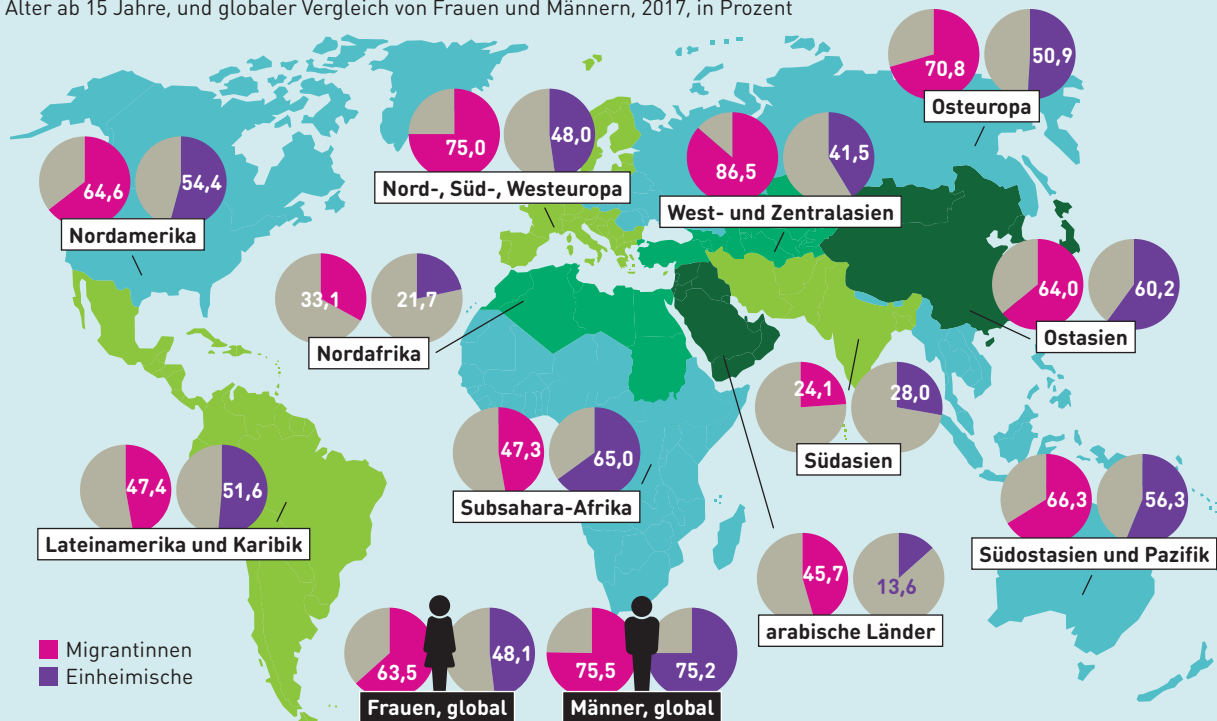 Alter ab 15 Jahre, und globaler Vergleich von Frauen und Männern, 2017, in Prozent
70,8
50,9
Osteuropa
75,0
48,0
Nord-, Süd-, Westeuropa
86,5
41,5
West- und Zentralasien
64,6
54,4
Nordamerika
33,1
21,7
Nordafrika
64,0
60,2
Ostasien
24,1
28,0
Südasien
47,3
65,0
Subsahara-Afrika
47,4
51,6
Lateinamerika und Karibik
66,3
56,3
Südostasien und Pazifik
45,7
13,6
arabische Länder
Migrantinnen
Einheimische
63,5
48,1
Frauen, global
75,5
75,2
Männer, global